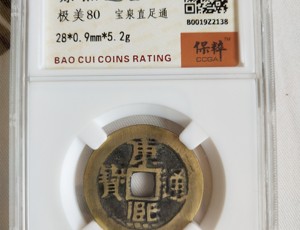 极美80 宝泉直足通
28*0.9mm*5.2g
B0019Z2138
保粹
BAO CUI COINS RATING
康
寶 通
熙